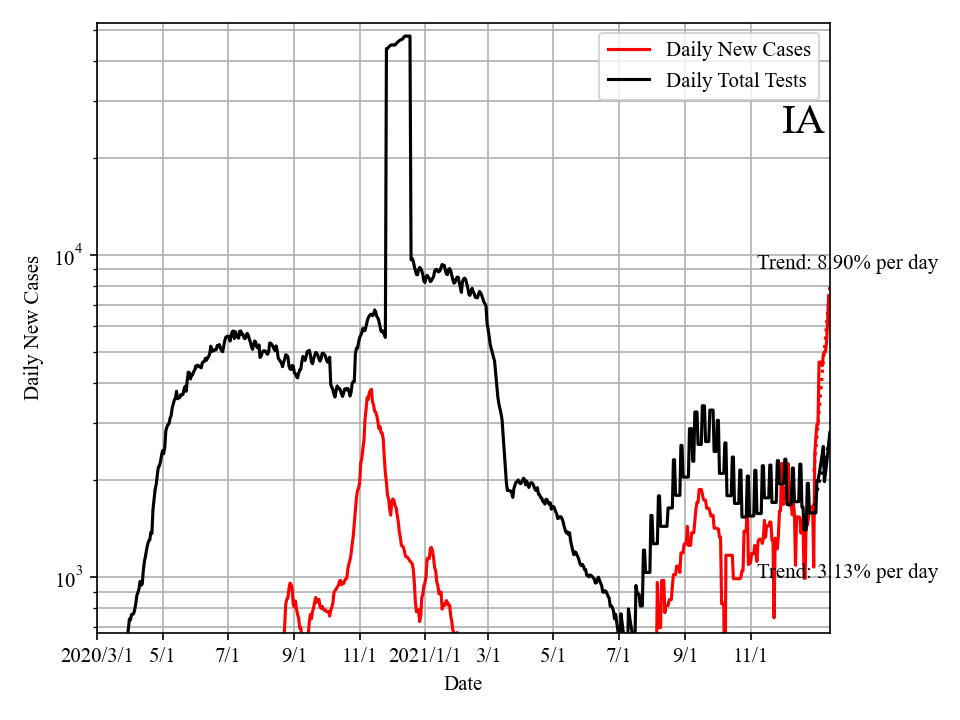 Daily New Cases
Daily Total Tests
IA
10^4
Trend: 8.90% per day
Daily New Cases
10^3
Trend: 3.13% per day
2020/3/1 5/1 7/1 9/1 11/1 2021/1/1 3/1 5/1 7/1 9/1 11/1
Date